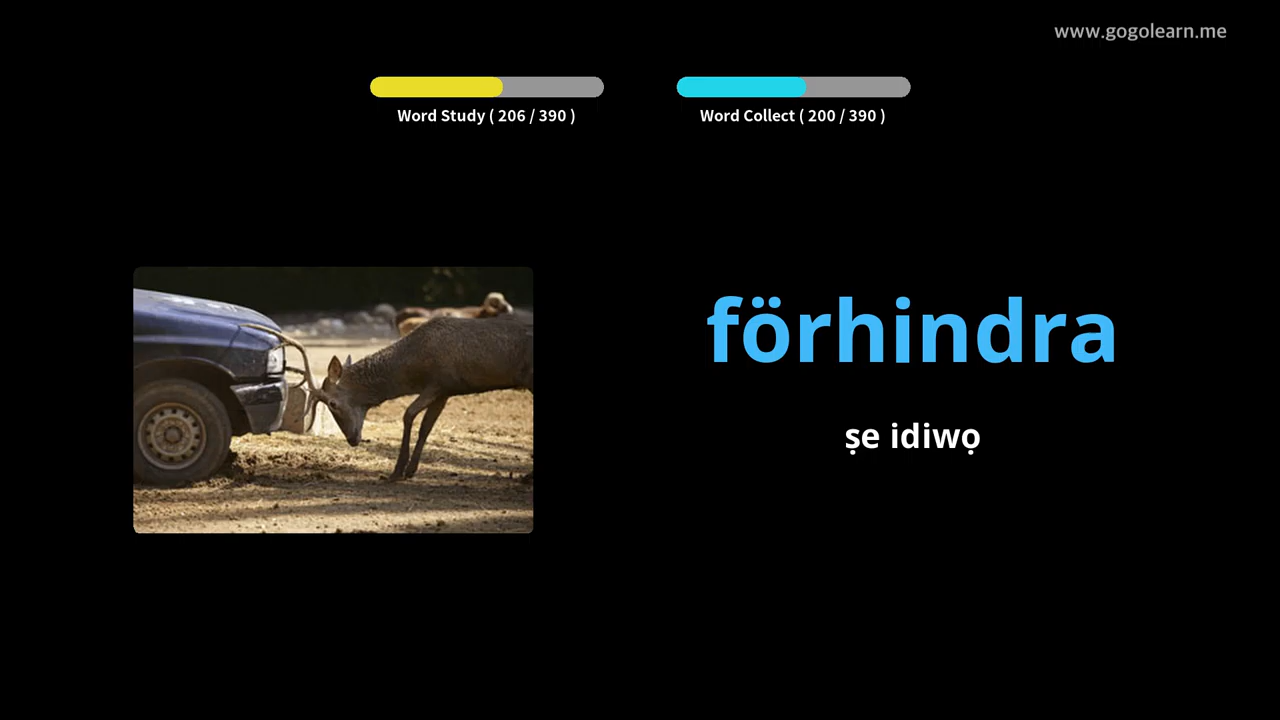 www.gogolearn.me
Word Study ( 206 / 390 )
Word Collect ( 200 / 390 )
förhindra
ṣe idiwọ